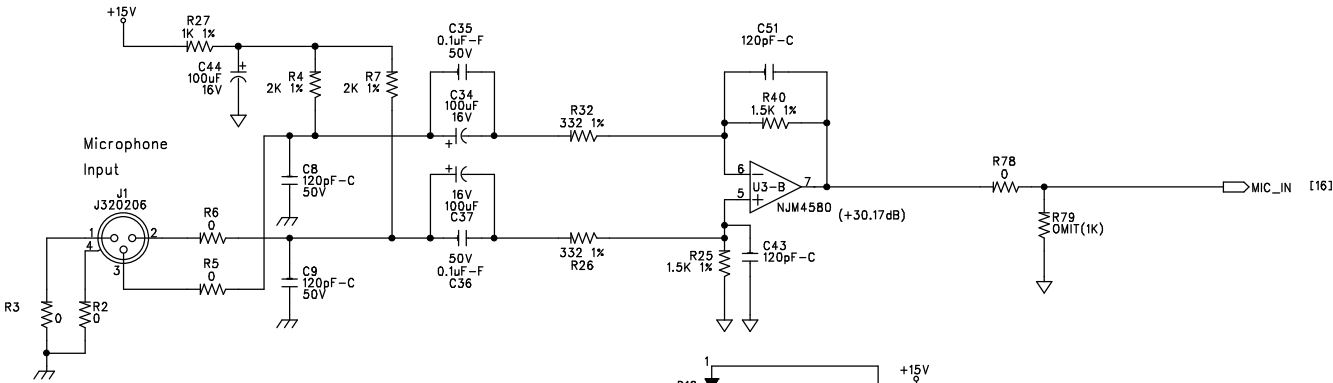 +15V
R27
1K 1%
C44
100uF
16V
R4
2K 1%
R7
2K 1%
C35
0.1uF-F
50V
C34
100uF
16V
+
+
16V
100uF
C37
50V
0.1uF-F
C36
R32
332 1%
332 1%
R26
C51
120pF-C
R40
1.5K 1%
6
5
7
U3-B
NJM4580
(+30.17dB)
R25
1.5K 1%
C43
120pF-C
R78
0
MIC_IN [16]
R79
OMIT(1K)
Microphone
Input
J1
J320206
1
4
2
3
R6
0
R5
0
C8
120pF-C
50V
C9
120pF-C
50V
R3
0
R2
0
1
+15V